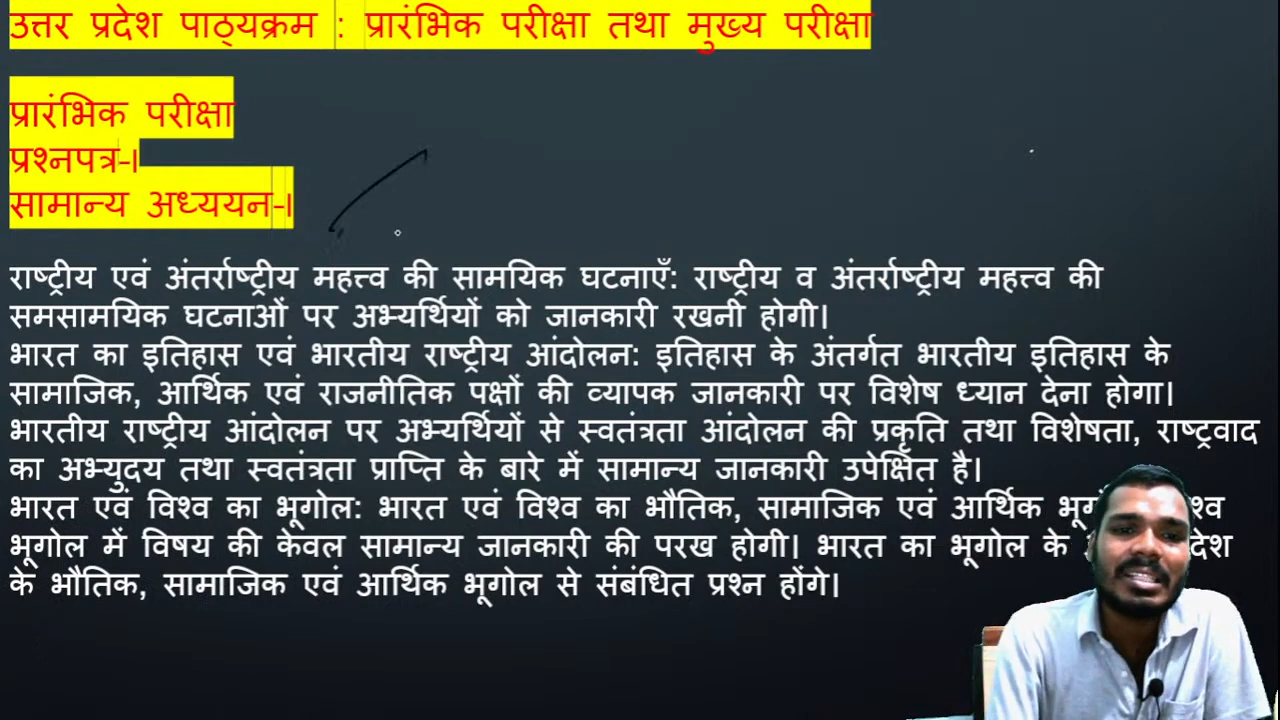 उत्तर प्रदेश पाठ्यक्रम : प्रारंभिक परीक्षा तथा मुख्य परीक्षा
प्रारंभिक परीक्षा
प्रश्नपत्र-I
सामान्य अध्ययन-I
राष्ट्रीय एवं अंतर्राष्ट्रीय महत्त्व की सामयिक घटनाएँ: राष्ट्रीय व अंतर्राष्ट्रीय महत्त्व की
समसामयिक घटनाओं पर अभ्यर्थियों को जानकारी रखनी होगी।
भारत का इतिहास एवं भारतीय राष्ट्रीय आंदोलन: इतिहास के अंतर्गत भारतीय इतिहास के
सामाजिक, आर्थिक एवं राजनीतिक पक्षों की व्यापक जानकारी पर विशेष ध्यान देना होगा।
भारतीय राष्ट्रीय आंदोलन पर अभ्यर्थियों से स्वतंत्रता आंदोलन की प्रकृति तथा विशेषता, राष्ट्रवाद
का अभ्युदय तथा स्वतंत्रता प्राप्ति के बारे में सामान्य जानकारी उपेक्षित है।
भारत एवं विश्व का भूगोल: भारत एवं विश्व का भौतिक, सामाजिक एवं आर्थिक
भूगोल में विषय की केवल सामान्य जानकारी की परख होगी। भारत का भूगोल के
के भौतिक, सामाजिक एवं आर्थिक भूगोल से संबंधित प्रश्न होंगे।